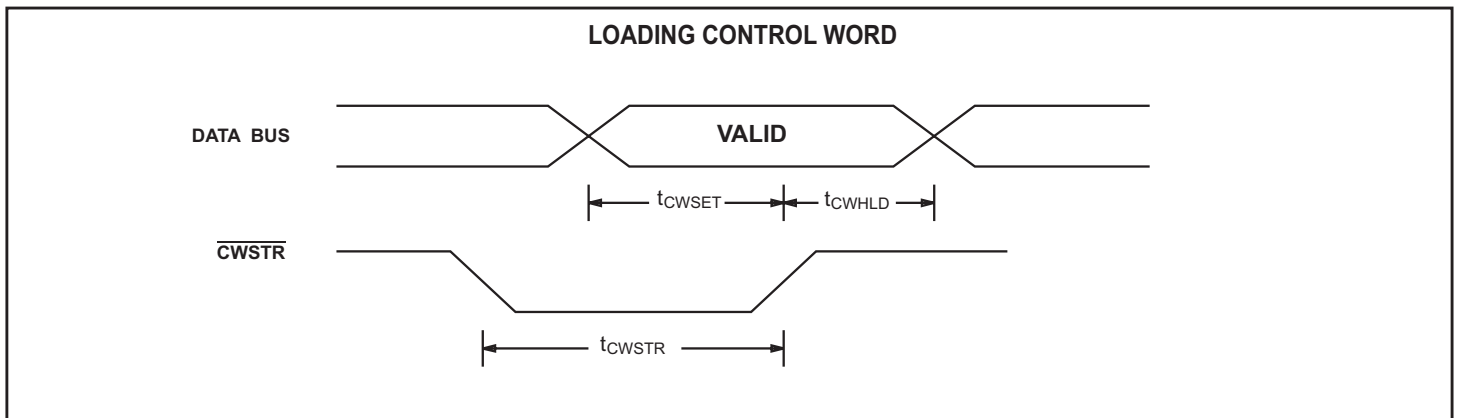 LOADING CONTROL WORD
DATA BUS
VALID
tCWSET
tCWHLD
CWSTR
tCWSTR